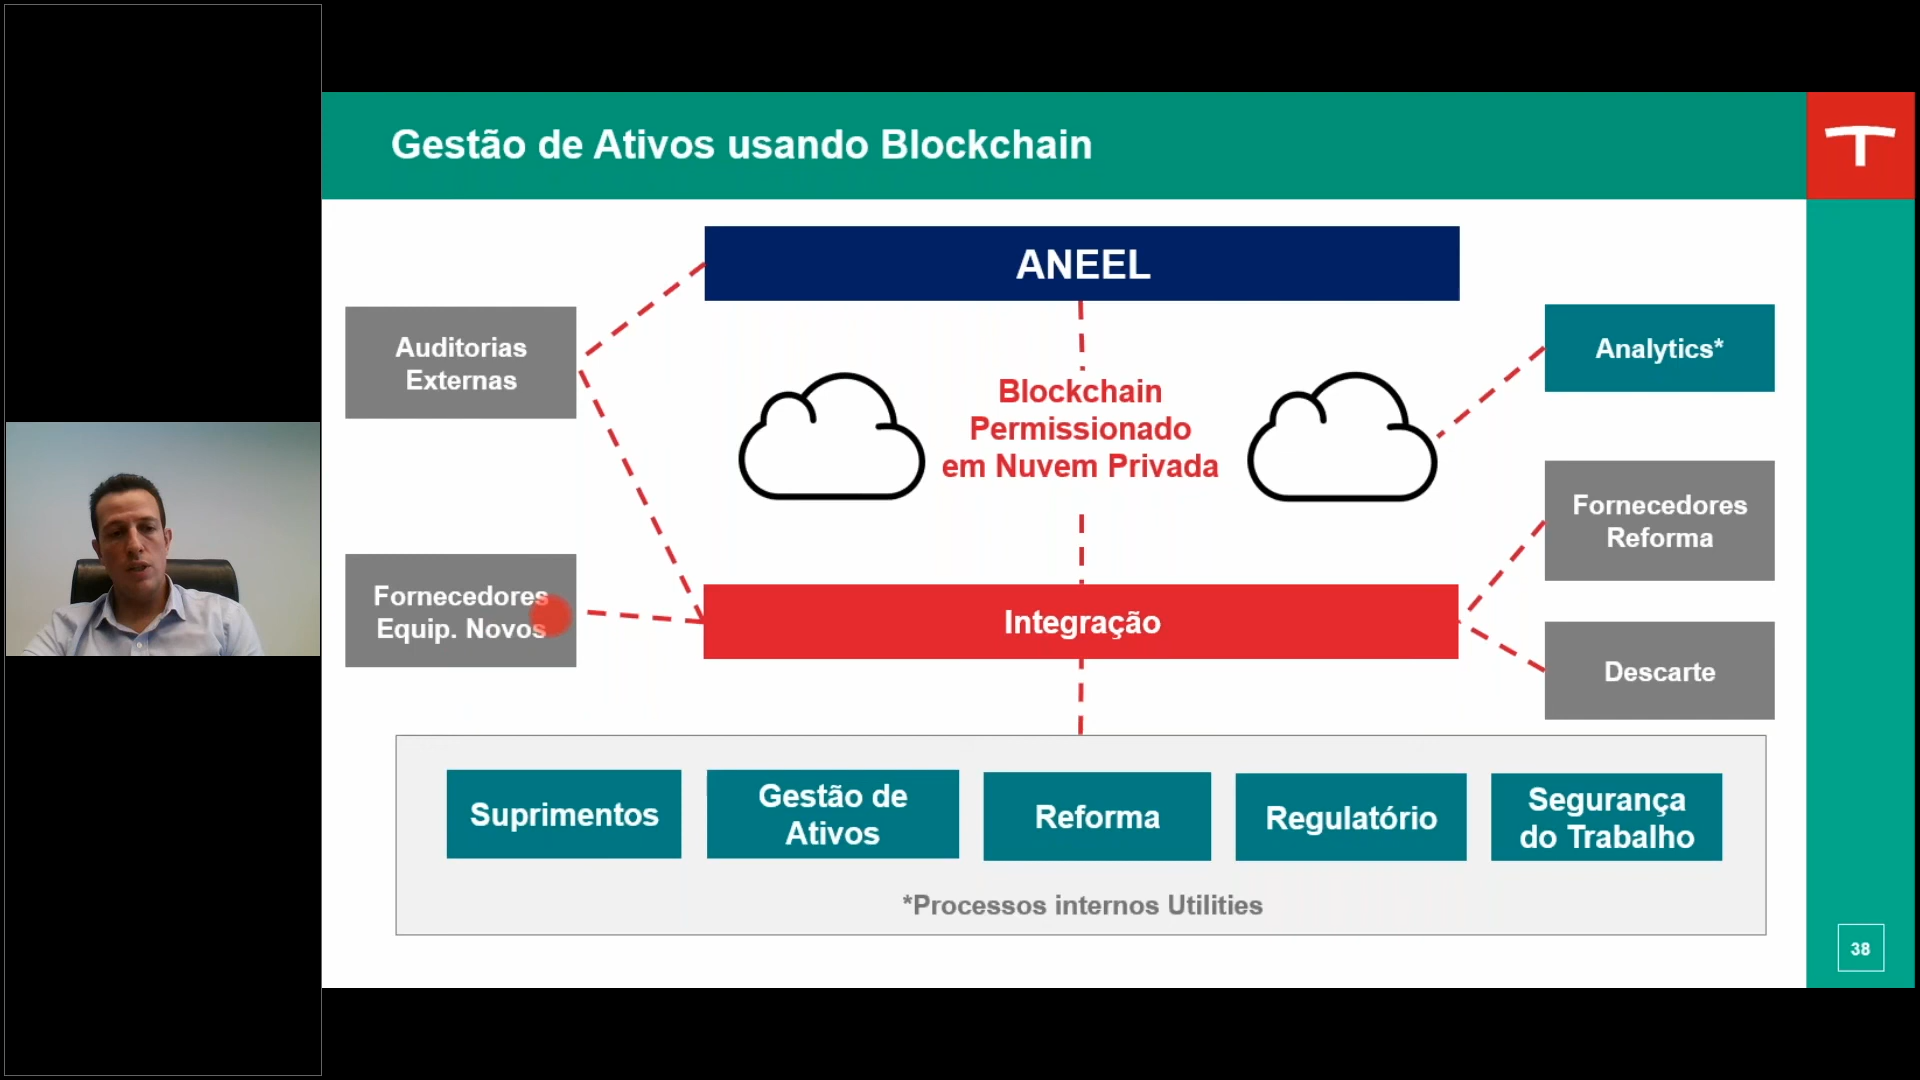 Gestão de Ativos usando Blockchain
ANEEL
Auditorias
Externas
Analytics*
Blockchain
Permissionado
em Nuvem Privada
Fornecedores
Reforma
Fornecedores
Equip. Novos
Integração
Descarte
Suprimentos
Gestão de
Ativos
Reforma
Regulatório
Segurança
do Trabalho
*Processos internos Utilities
38